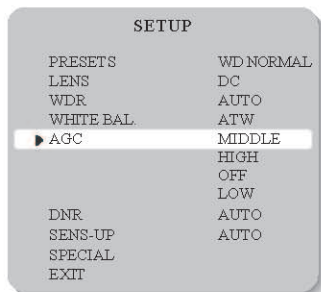 SETUP
PRESETS WD NORMAL
LENS DC
WDR AUTO
WHITE BAL. ATW
AGC MIDDLE
HIGH
OFF
LOW
DNR AUTO
SENS-UP AUTO
SPECIAL
EXIT